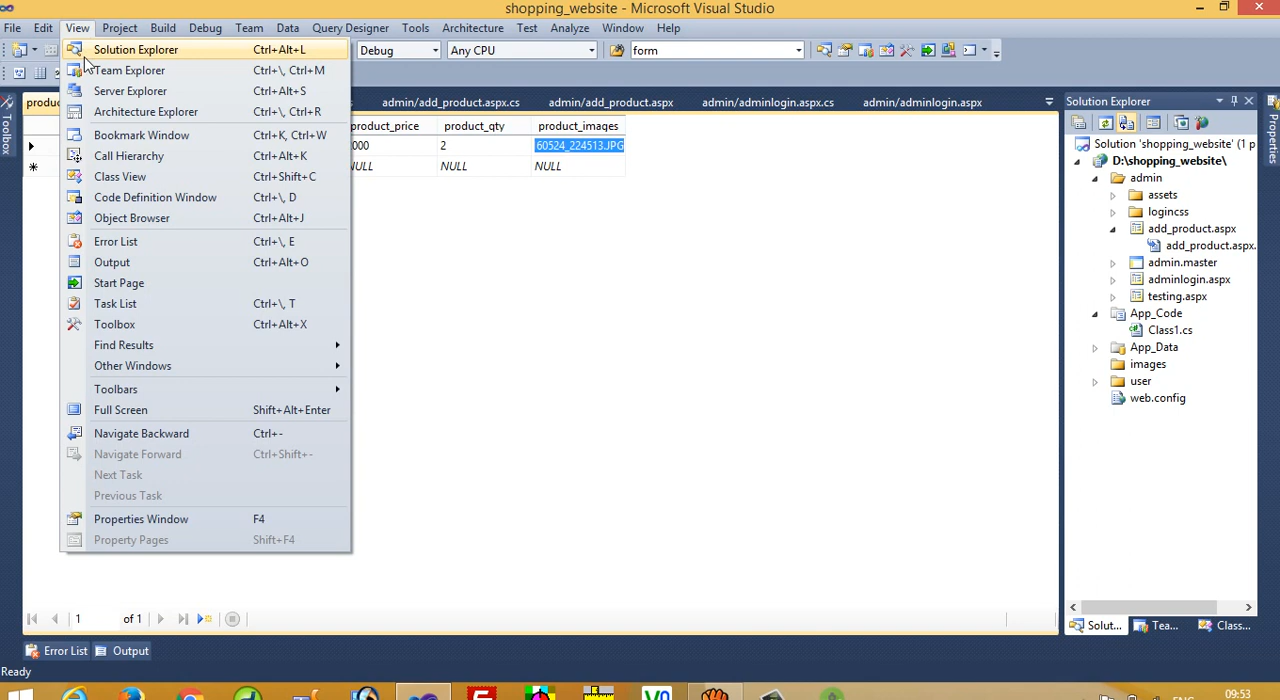 shopping_website - Microsoft Visual Studio
File Edit View Project Build Debug Team Data Query Designer Tools Architecture Test Analyze Window Help
Debug Any CPU form
admin/add_product.aspx.cs admin/add_product.aspx admin/adminlogin.aspx.cs admin/adminlogin.aspx
product_price product_qty product_images
000 2 60524_224513.JPG
NULL NULL
Solution Explorer Ctrl+Alt+L
Team Explorer Ctrl+\, Ctrl+M
Server Explorer Ctrl+Alt+S
Architecture Explorer Ctrl+\, Ctrl+R
Bookmark Window Ctrl+K, Ctrl+W
Call Hierarchy Ctrl+Alt+K
Class View Ctrl+Shift+C
Code Definition Window Ctrl+\, D
Object Browser Ctrl+Alt+J
Error List Ctrl+\, E
Output Ctrl+Alt+O
Start Page
Task List Ctrl+\, T
Toolbox Ctrl+Alt+X
Find Results
Other Windows
Toolbars
Full Screen Shift+Alt+Enter
Navigate Backward Ctrl+-
Navigate Forward Ctrl+Shift+-
Next Task
Previous Task
Properties Window F4
Property Pages Shift+F4
Toolbox
1 of 1
Error List Output
Ready
Solution Explorer
Solution 'shopping_website' (1 p
D:\shopping_website\
admin
assets
logincss
add_product.aspx
add_product.aspx.
admin.master
adminlogin.aspx
testing.aspx
App_Code
Class1.cs
App_Data
images
user
web.config
Solut... Tea... Class...
Properties
09:53